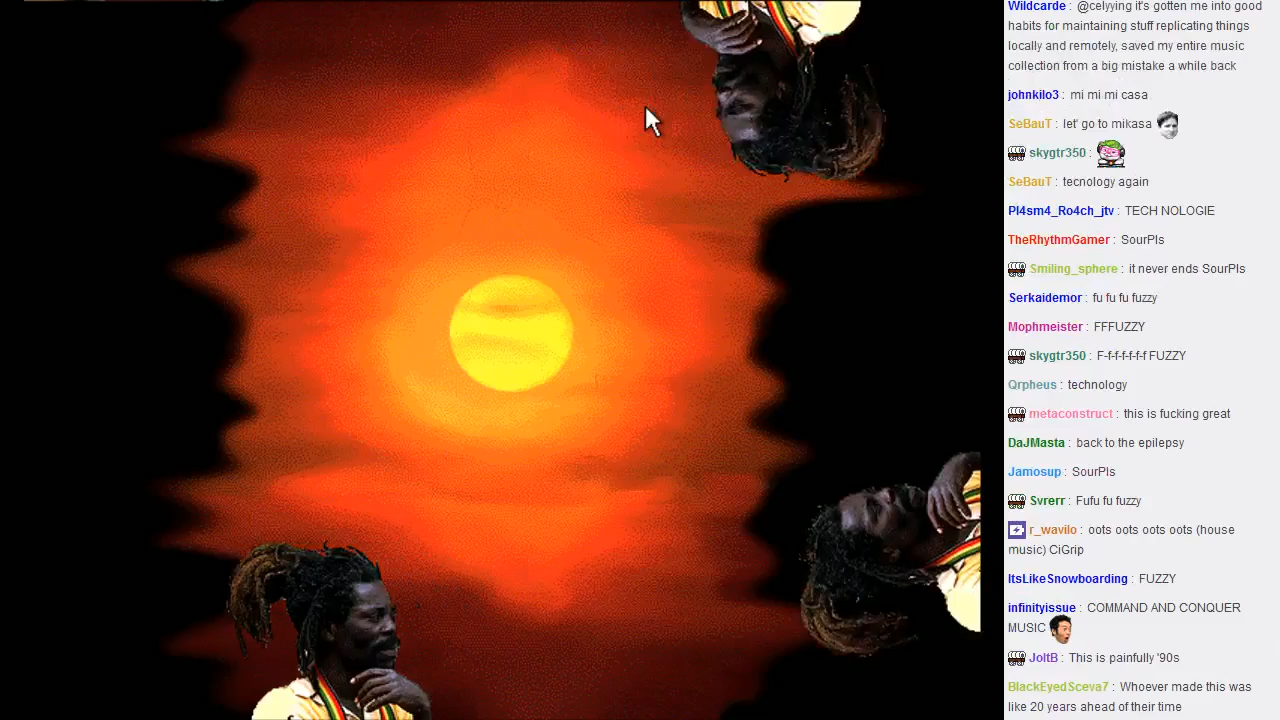 Wildcarde : @celyying it's gotten me into good
habits for maintaining stuff replicating things
locally and remotely, saved my entire music
collection from a big mistake a while back
johnkilo3 : mi mi mi casa
SeBauT : let' go to mikasa
skygtr350 :
SeBauT : tecnology again
Pl4sm4_Ro4ch_jtv : TECH NOLOGIE
TheRhythmGamer : SourPls
Smiling_sphere : it never ends SourPls
Serkaidemor : fu fu fu fuzzy
Mophmeister : FFFUZZY
skygtr350 : F-f-f-f-f-f FUZZY
Qrpheus : technology
metaconstruct : this is fucking great
DaJMasta : back to the epilepsy
Jamosup : SourPls
Svrerr : Fufu fu fuzzy
r_wavilo : oots oots oots oots (house
music) CiGrip
ItsLikeSnowboarding : FUZZY
infinityissue : COMMAND AND CONQUER
MUSIC
JoltB : This is painfully '90s
BlackEyedSceva7 : Whoever made this was
like 20 years ahead of their time